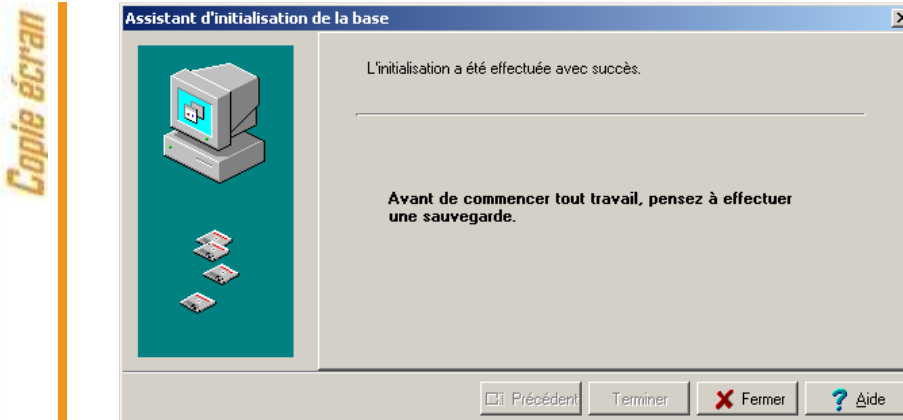 Copie écran
Assistant d'initialisation de la base
L'initialisation a été effectuée avec succès.
Avant de commencer tout travail, pensez à effectuer
une sauvegarde.
Précédent Terminer Fermer Aide